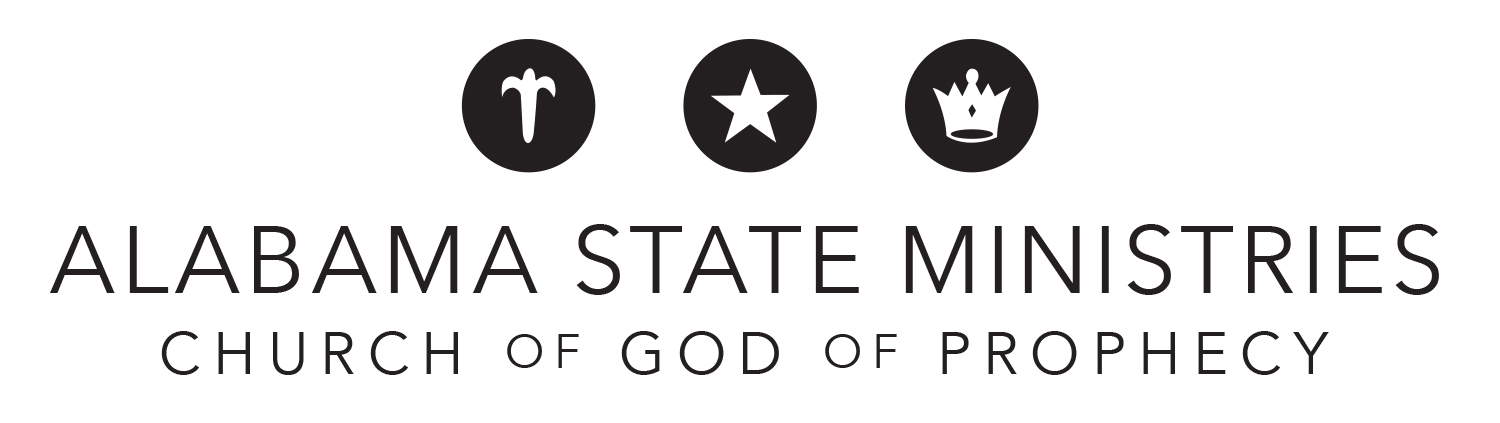 ALABAMA STATE MINISTRIES
CHURCH OF GOD OF PROPHECY